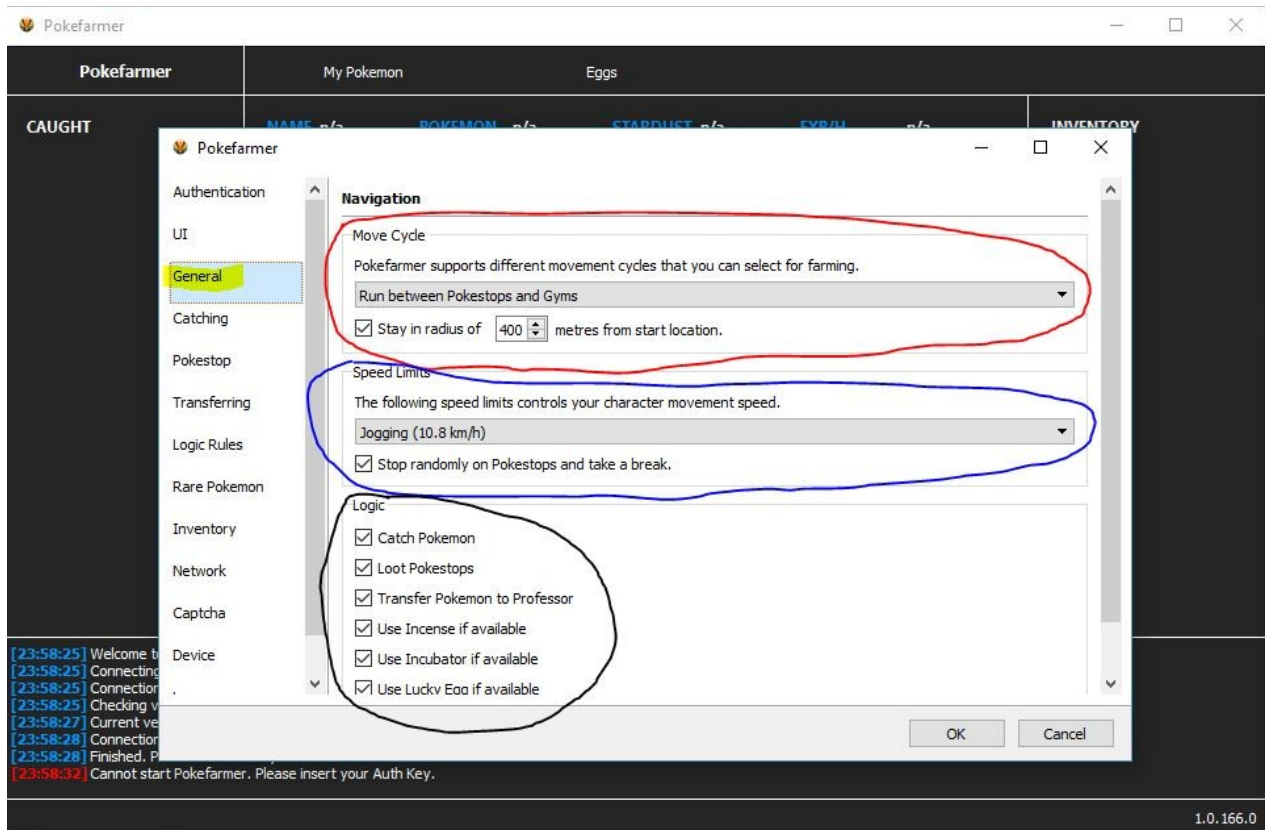 Pokefarmer
Pokefarmer My Pokemon Eggs
CAUGHT NAME n/a POKEMON n/a STARDUST n/a EXP/H n/a INVENTORY
Pokefarmer
Authentication
UI
General
Catching
Pokestop
Transferring
Logic Rules
Rare Pokemon
Inventory
Network
Captcha
Device
Navigation
Move Cycle
Pokefarmer supports different movement cycles that you can select for farming.
Run between Pokestops and Gyms
Stay in radius of 400 metres from start location.
Speed Limits
The following speed limits controls your character movement speed.
Jogging (10.8 km/h)
Stop randomly on Pokestops and take a break.
Logic
Catch Pokemon
Loot Pokestops
Transfer Pokemon to Professor
Use Incense if available
Use Incubator if available
Use Lucky Egg if available
OK Cancel
[23:58:25] Welcome
[23:58:25] Connecting
[23:58:25] Connection
[23:58:25] Checking
[23:58:27] Current
[23:58:28] Connection
[23:58:28] Finished.
[23:58:32] Cannot start Pokefarmer. Please insert your Auth Key.
1.0.166.0